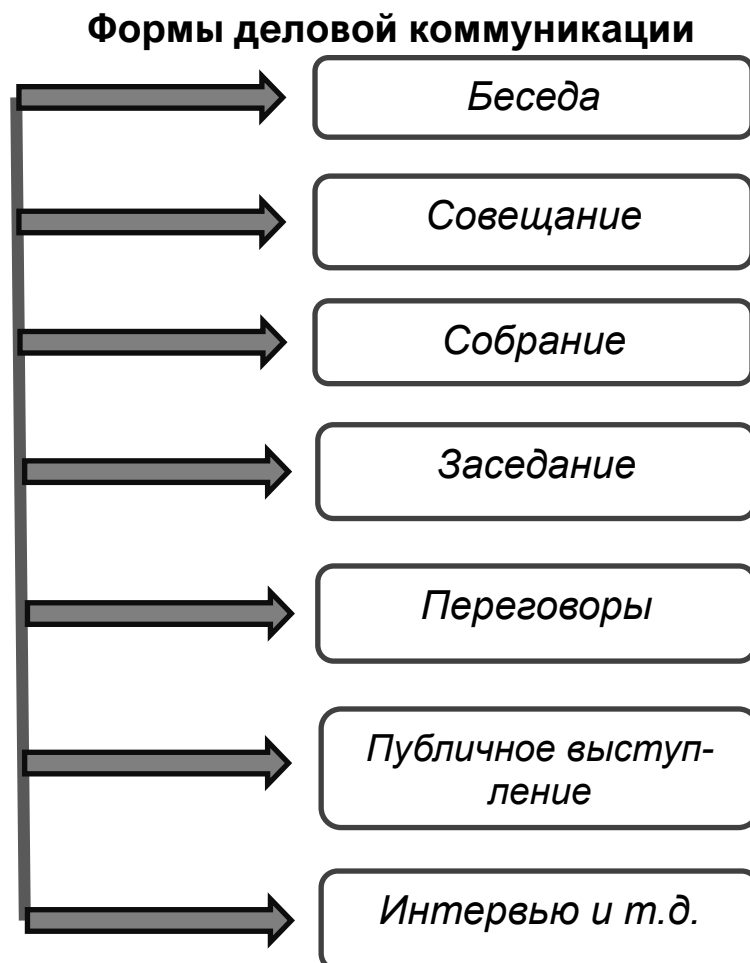 Формы деловой коммуникации
Беседа
Совещание
Собрание
Заседание
Переговоры
Публичное выступ-
ление
Интервью и т.д.